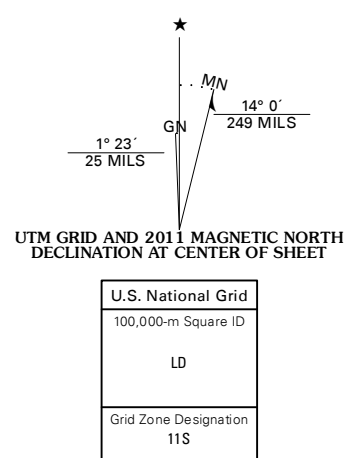 ★
MN
14° 0´
249 MILS
GN
1° 23´
25 MILS
UTM GRID AND 2011 MAGNETIC NORTH
DECLINATION AT CENTER OF SHEET
U.S. National Grid
100,000-m Square ID
LD
Grid Zone Designation
11S